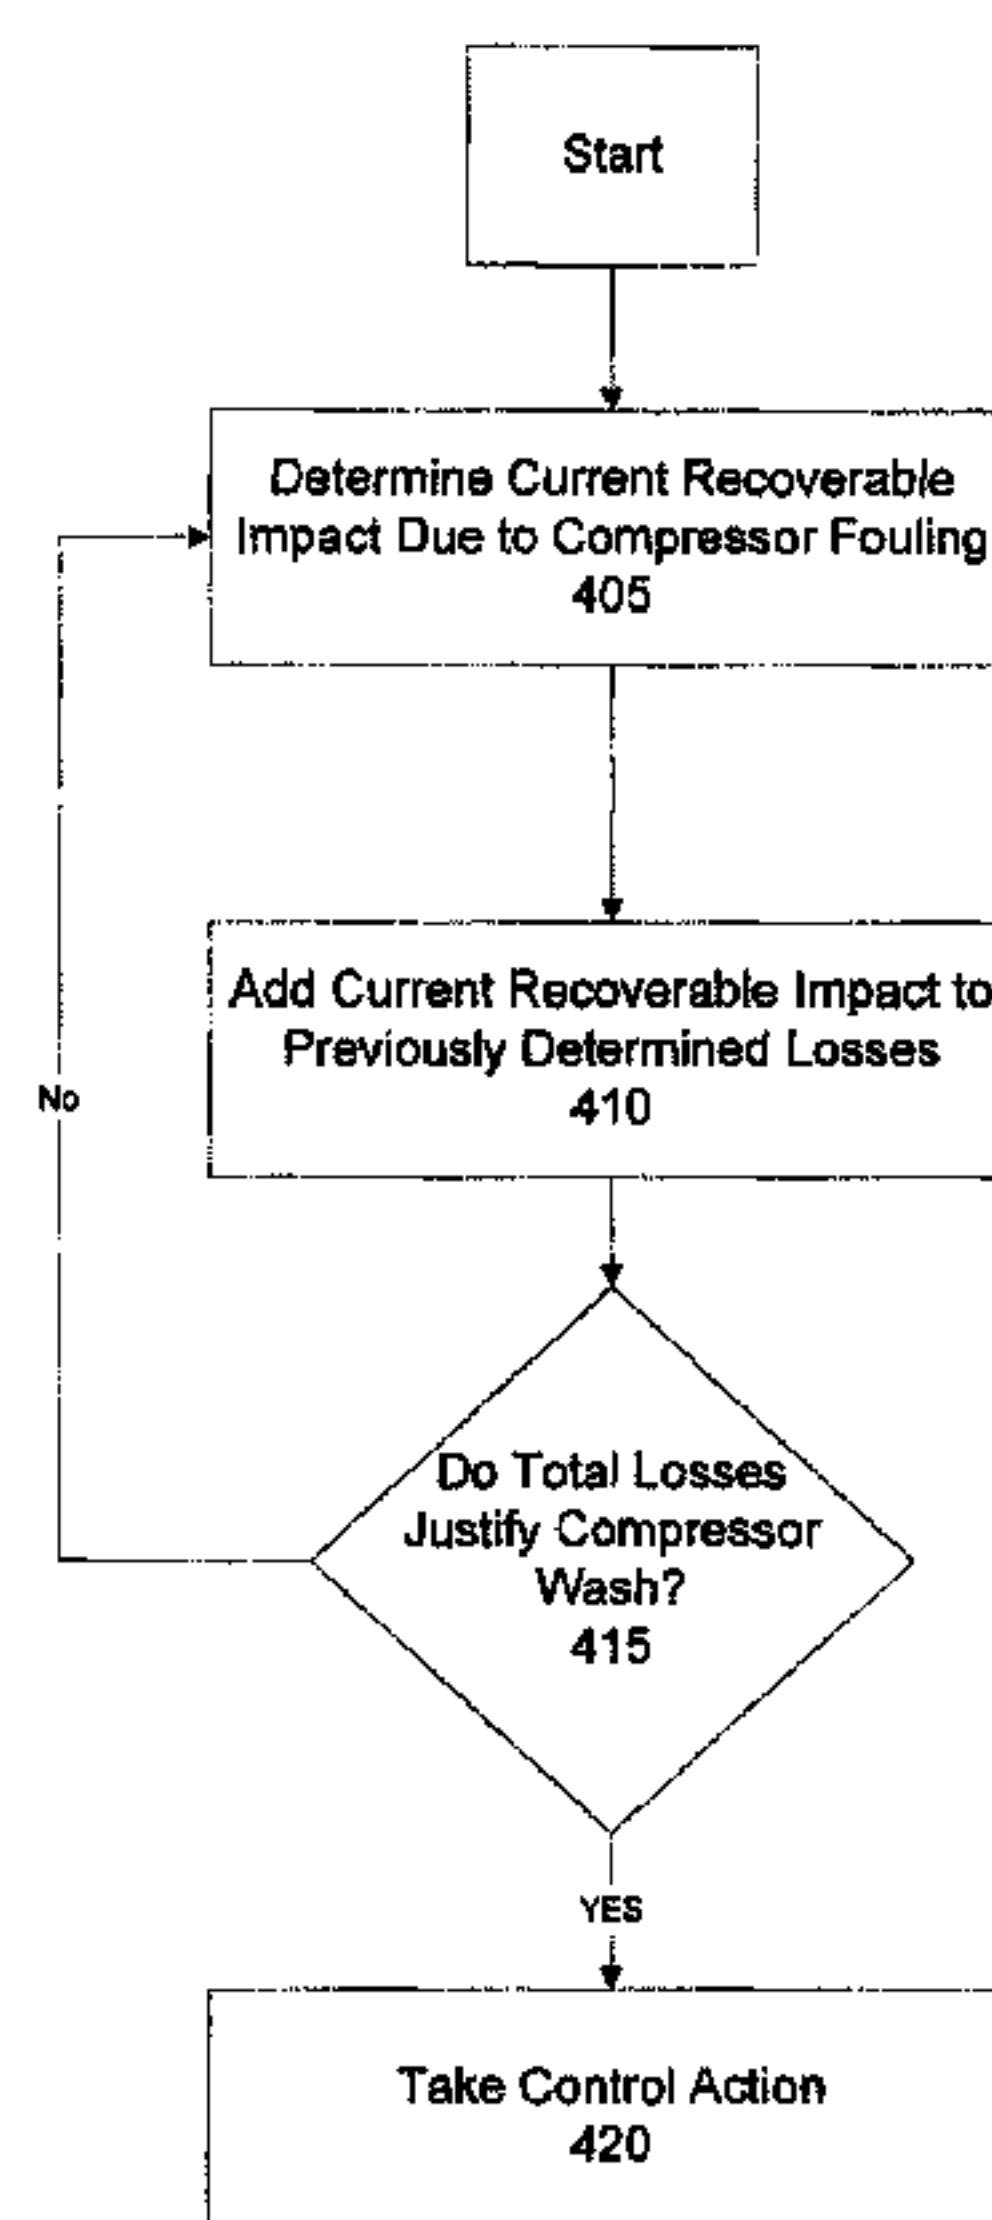 Start
Determine Current Recoverable
Impact Due to Compressor Fouling
405
Add Current Recoverable Impact to
Previously Determined Losses
410
No
Do Total Losses
Justify Compressor
Wash?
415
YES
Take Control Action
420